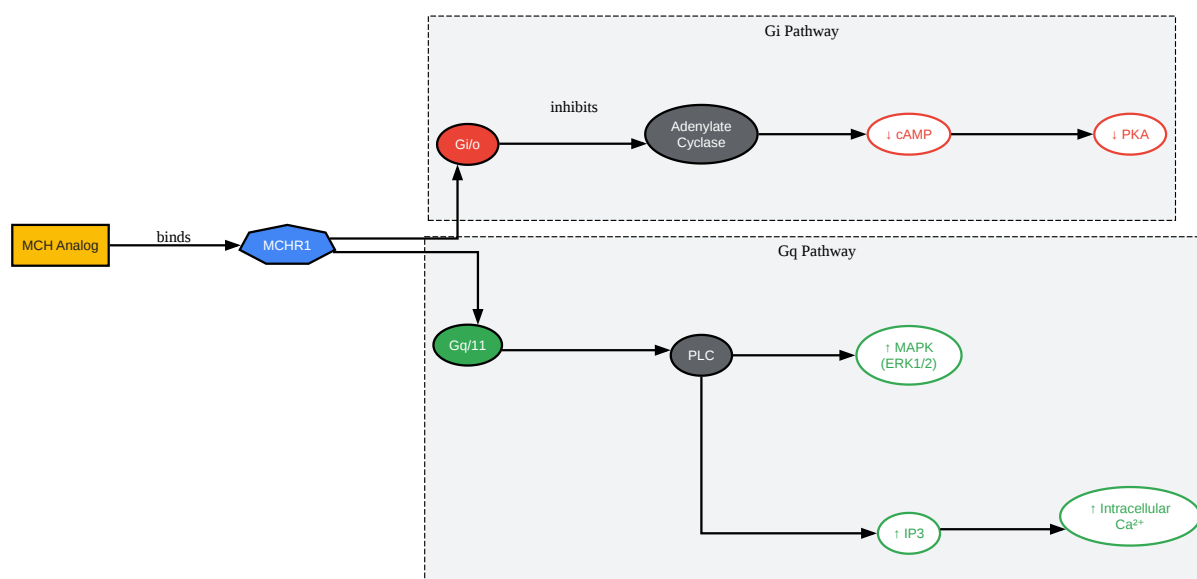 Gi Pathway
inhibits
Adenylate
Cyclase
Gi/o
↓ cAMP
↓ PKA
MCH Analog
binds
MCHR1
Gq Pathway
Gq/11
PLC
↑ MAPK
(ERK1/2)
↑ IP3
↑ Intracellular
Ca²⁺